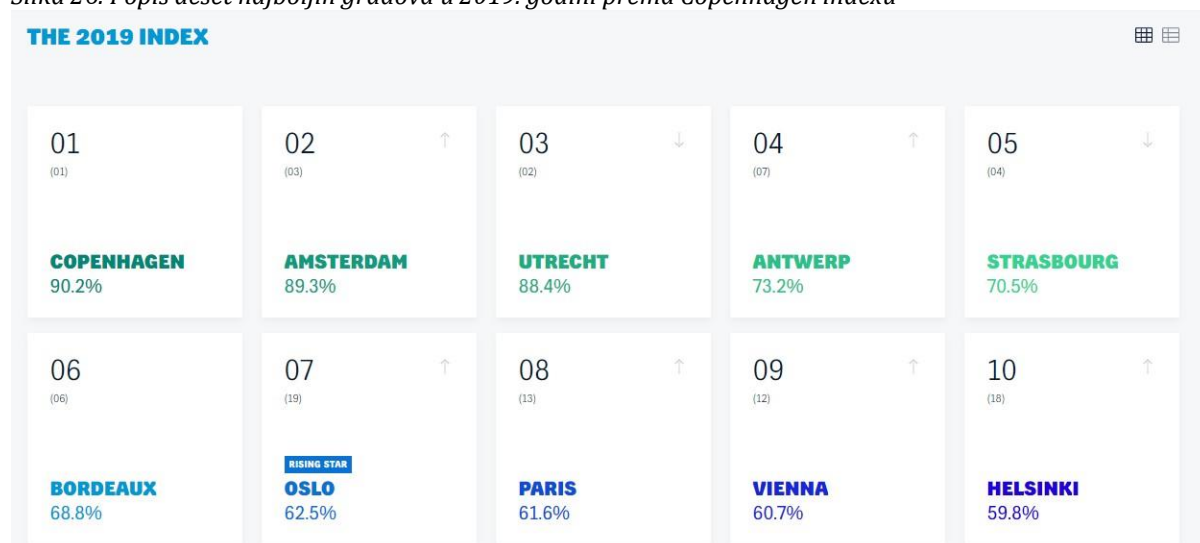 Slika 26. Popis deset najboljih gradova u 2019. godini prema Copenhagen indexu
THE 2019 INDEX
01
(01)
COPENHAGEN
90.2%
02
↑
(03)
AMSTERDAM
89.3%
03
↓
(02)
UTRECHT
88.4%
04
↑
(07)
ANTWERP
73.2%
05
↓
(04)
STRASBOURG
70.5%
06
(06)
BORDEAUX
68.8%
07
↑
(19)
RISING STAR
OSLO
62.5%
08
↑
(13)
PARIS
61.6%
09
↑
(12)
VIENNA
60.7%
10
↑
(18)
HELSINKI
59.8%